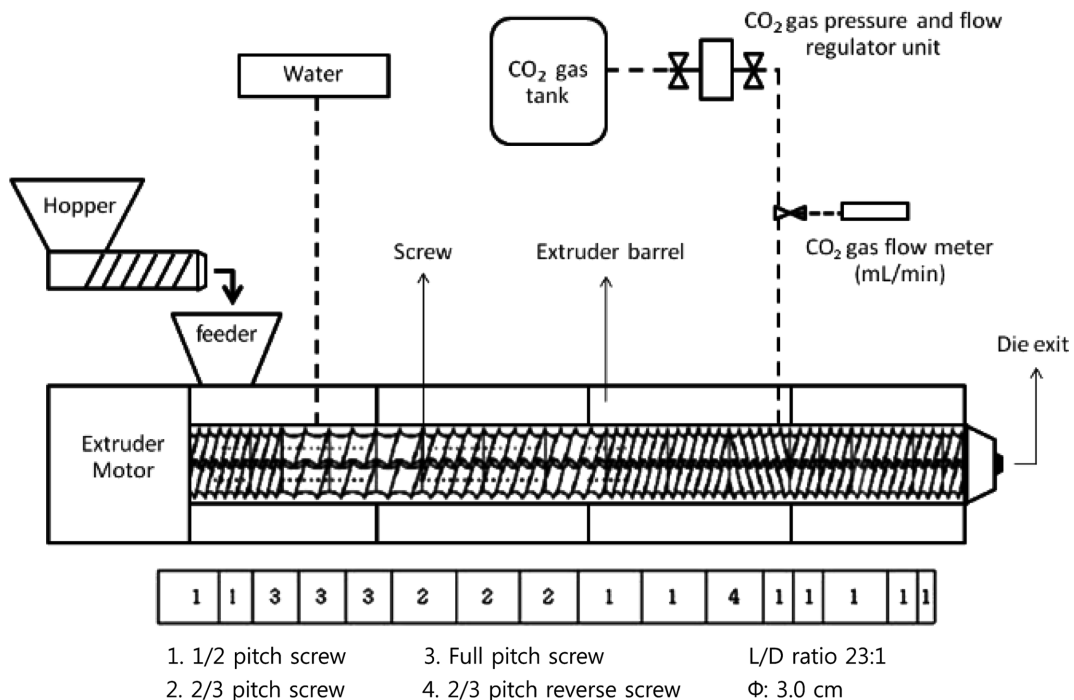 CO₂ gas pressure and flow
regulator unit
Water
CO₂ gas
tank
Hopper
CO₂ gas flow meter
(mL/min)
Screw
Extruder barrel
feeder
Die exit
Extruder
Motor
1 1 3 3 3 2 2 2 1 1 4 1 1 1 1 1
1. 1/2 pitch screw
3. Full pitch screw
L/D ratio 23:1
2. 2/3 pitch screw
4. 2/3 pitch reverse screw
Φ: 3.0 cm